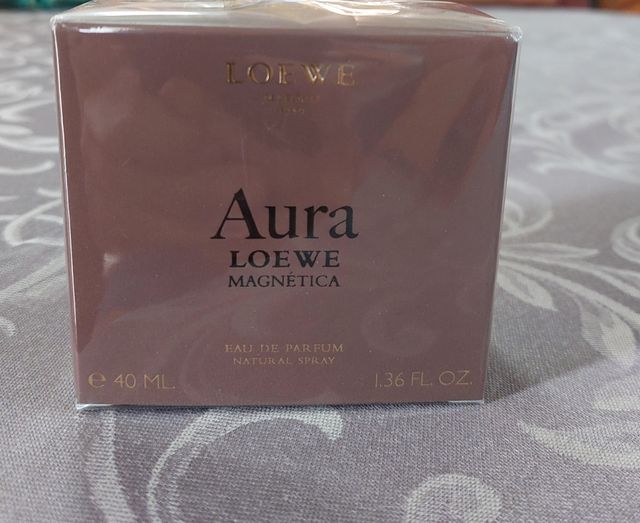 LOEWE
Aura
LOEWE
MAGNÉTICA
EAU DE PARFUM
NATURAL SPRAY
℮ 40 ML.
1.36 FL. OZ.